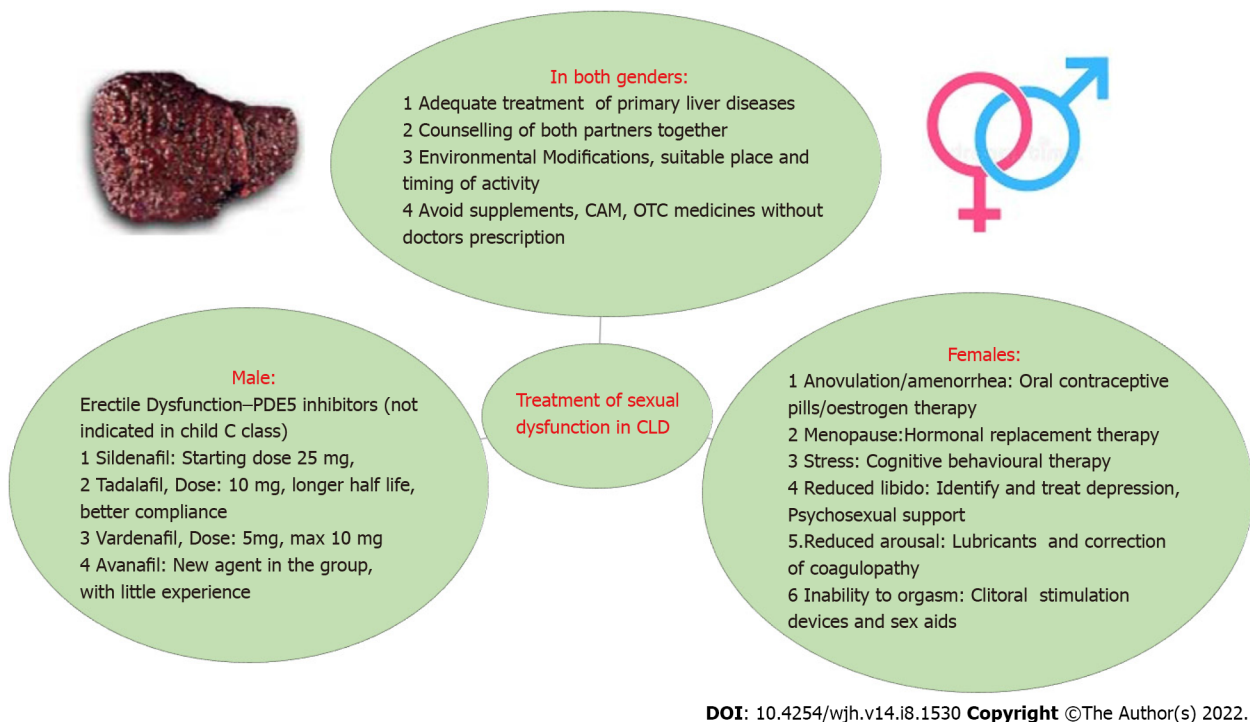 In both genders:
1 Adequate treatment of primary liver diseases
2 Counselling of both partners together
3 Environmental Modifications, suitable place and
timing of activity
4 Avoid supplements, CAM, OTC medicines without
doctors prescription
Male:
Erectile Dysfunction–PDE5 inhibitors (not
indicated in child C class)
1 Sildenafil: Starting dose 25 mg,
2 Tadalafil, Dose: 10 mg, longer half life,
better compliance
3 Vardenafil, Dose: 5mg, max 10 mg
4 Avanafil: New agent in the group,
with little experience
Treatment of sexual
dysfunction in CLD
Females:
1 Anovulation/amenorrhea: Oral contraceptive
pills/oestrogen therapy
2 Menopause:Hormonal replacement therapy
3 Stress: Cognitive behavioural therapy
4 Reduced libido: Identify and treat depression,
Psychosexual support
5.Reduced arousal: Lubricants and correction
of coagulopathy
6 Inability to orgasm: Clitoral stimulation
devices and sex aids
DOI: 10.4254/wjh.v14.i8.1530 Copyright ©The Author(s) 2022.